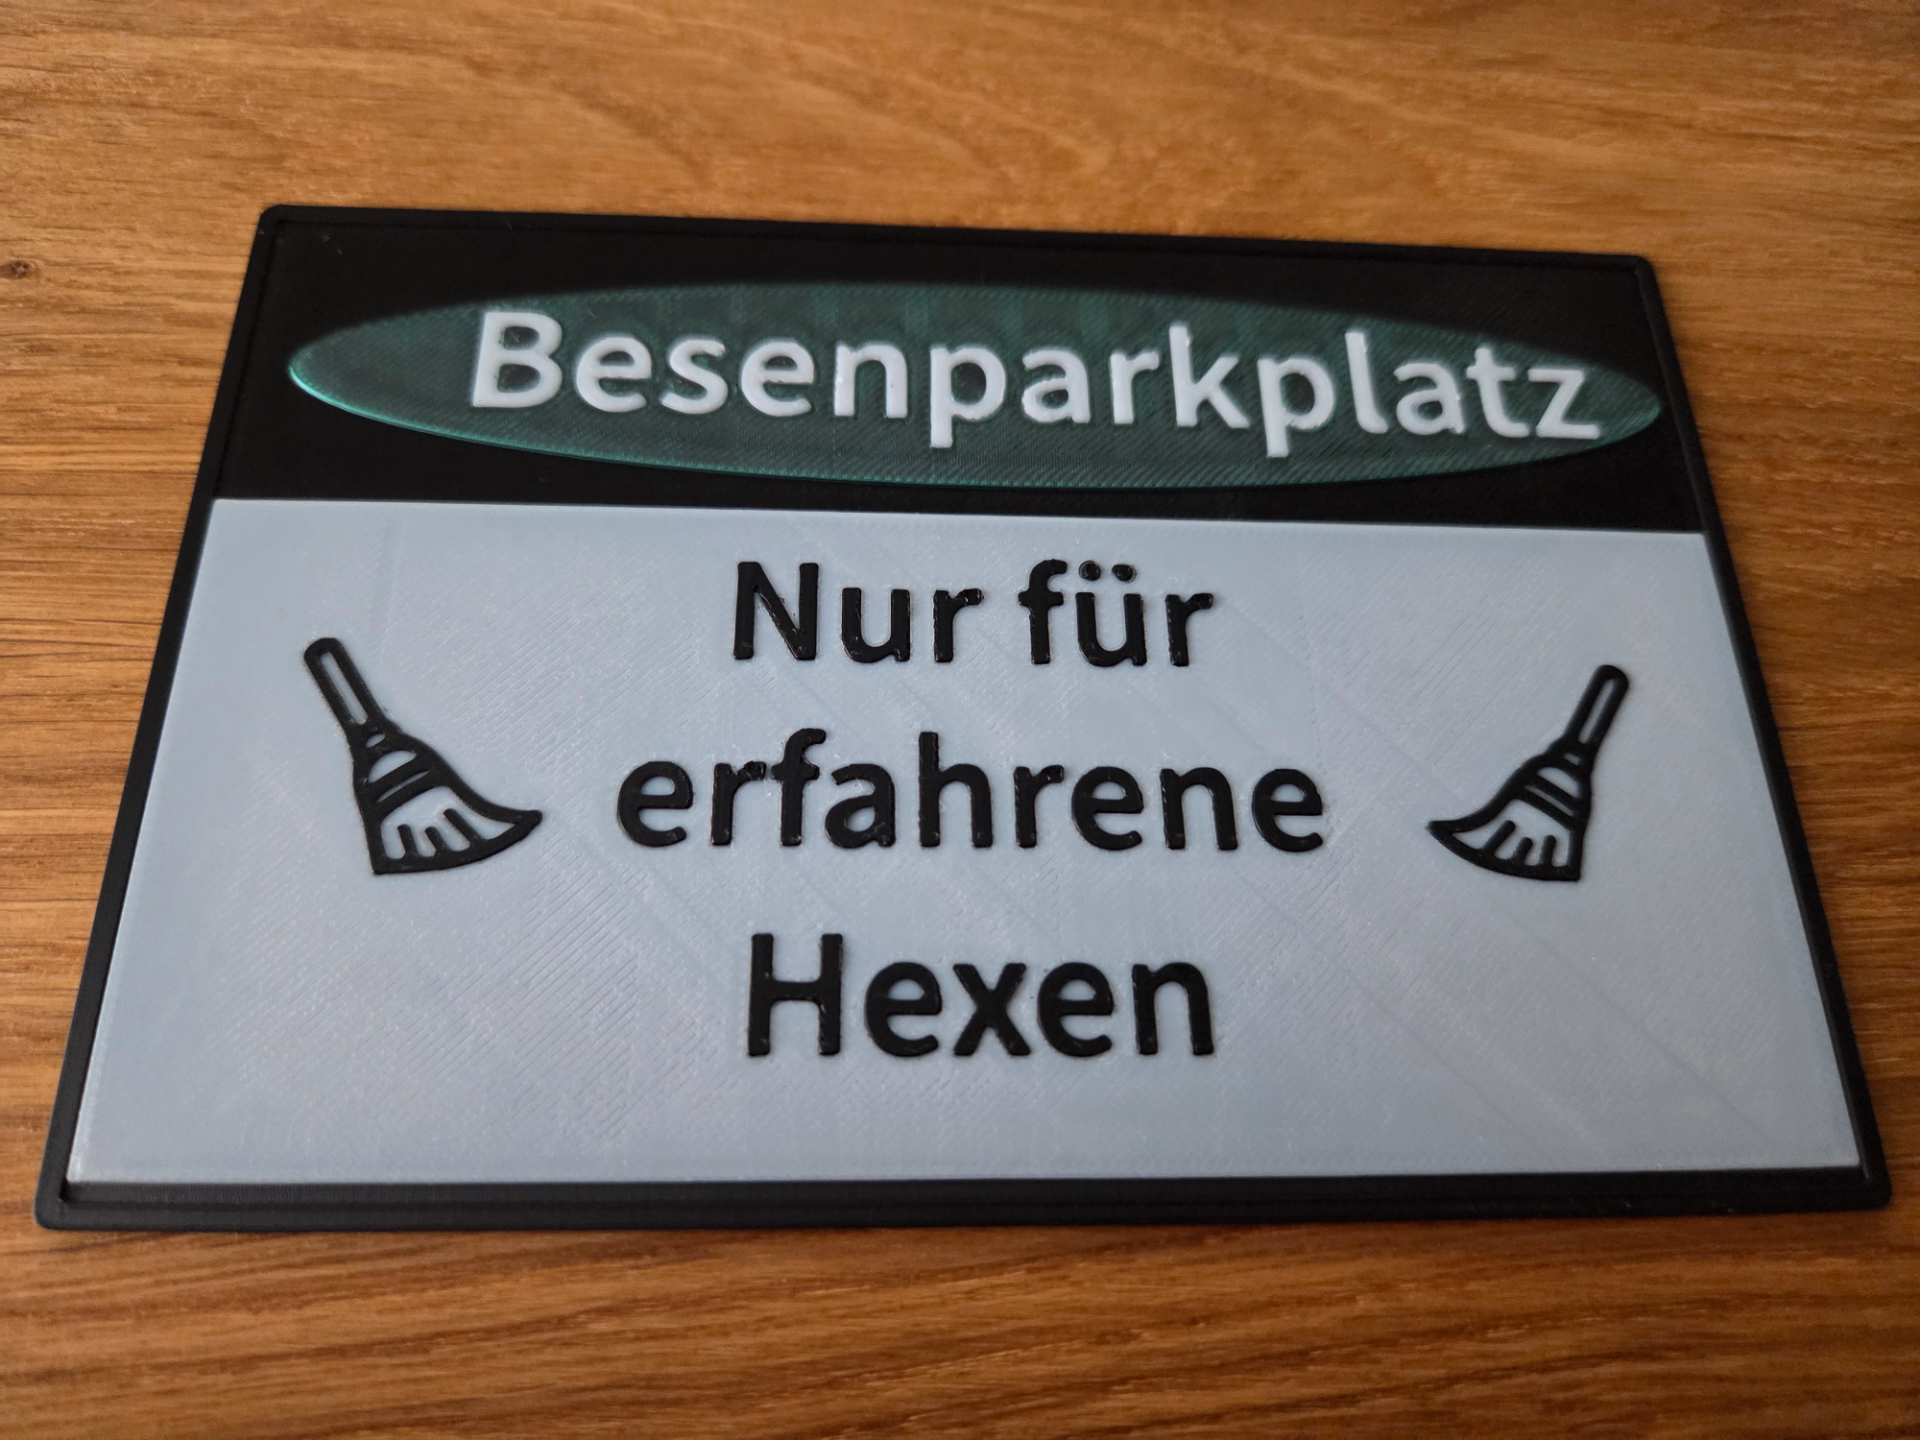 Besenparkplatz
Nur für
erfahrene
Hexen